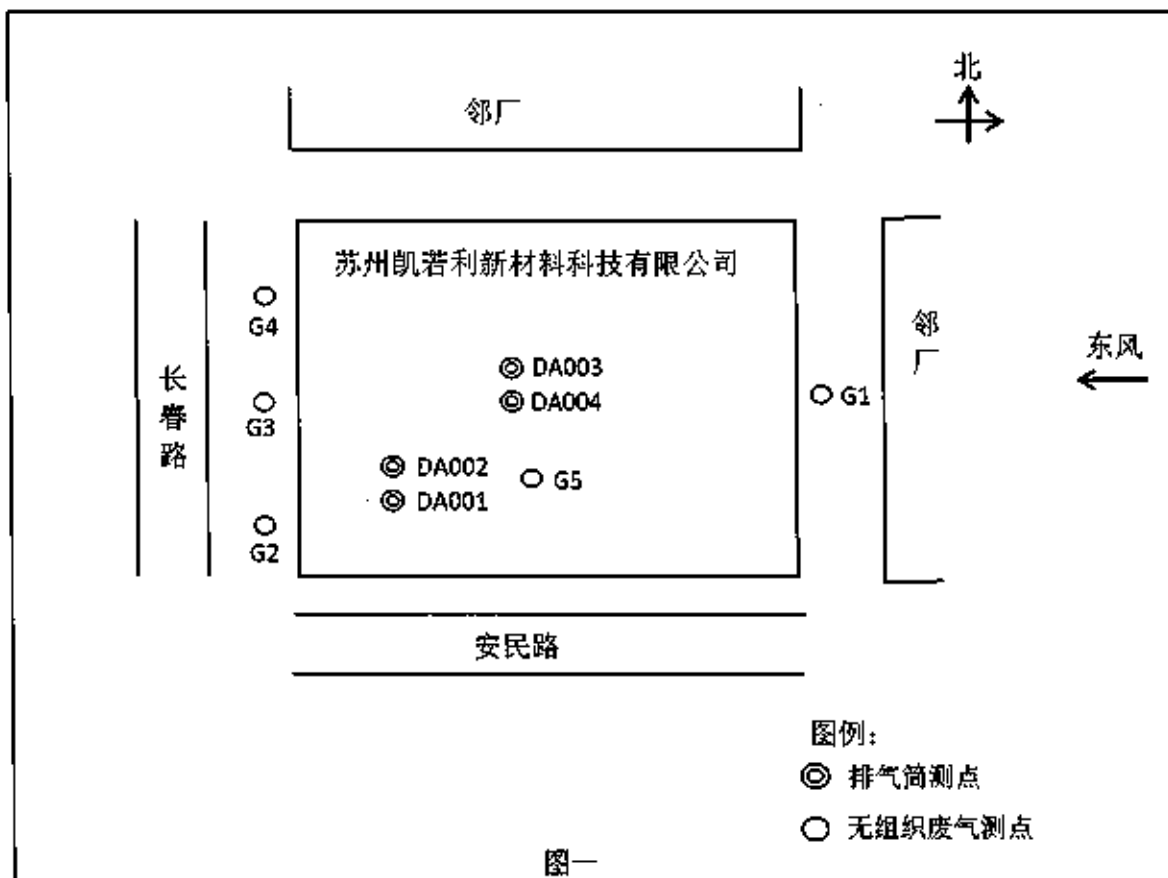 北
邻厂
苏州凯若利新材料科技有限公司
G4
邻厂
东风
DA003
长春路
DA004
G1
G3
DA002
G5
DA001
G2
安民路
图例：
排气筒测点
无组织废气测点
图一